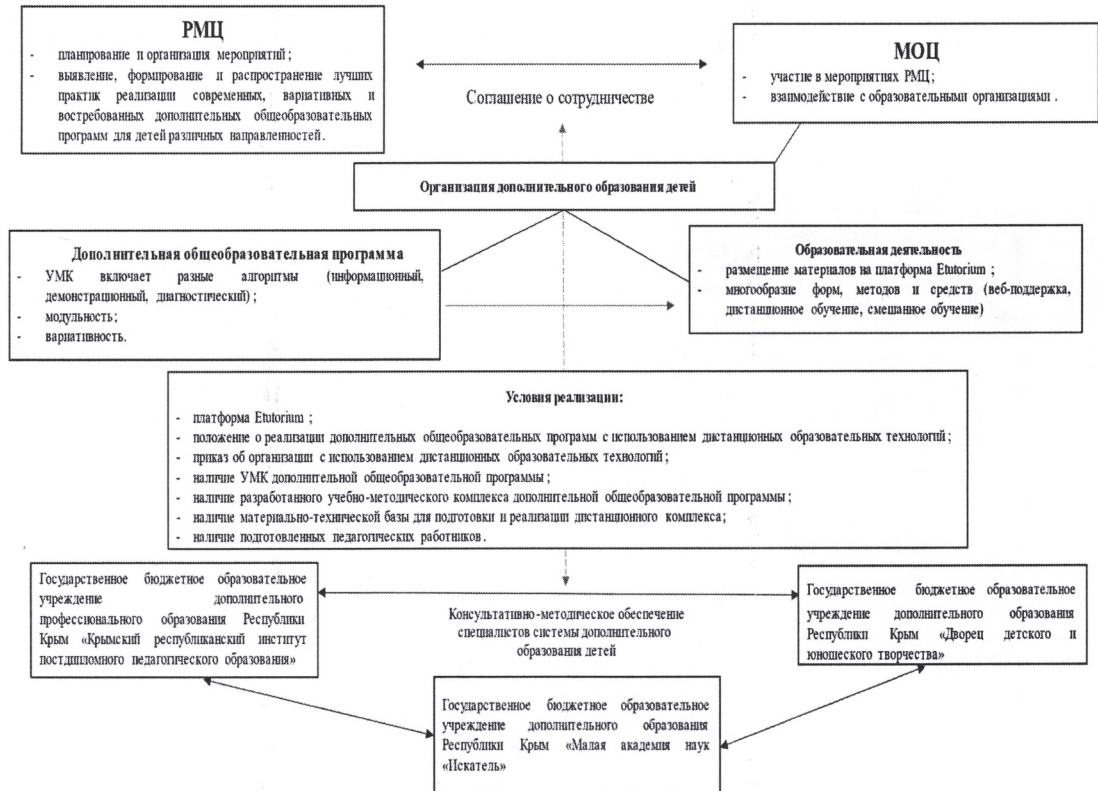 РМЦ
- планирование и организация мероприятий;
- выявление, формирование и распространение лучших
практик реализации современных, вариативных и
востребованных дополнительных общеобразовательных
программ для детей различных направленностей.
МОЦ
- участие в мероприятиях РМЦ;
- взаимодействие с образовательными организациями.
Соглашение о сотрудничестве
Организация дополнительного образования детей
Дополнительная общеобразовательная программа
- УМК включает разные алгоритмы (информационный,
демонстрационный, диагностический);
- модульность;
- вариативность.
Образовательная деятельность
- размещение материалов на платформа Etutorium;
- многообразие форм, методов и средств (веб-поддержка,
дистанционное обучение, смешанное обучение)
Условия реализации:
- платформа Etutorium;
- положение о реализации дополнительных общеобразовательных программ с использованием дистанционных образовательных технологий;
- приказ об организации с использованием дистанционных образовательных технологий;
- наличие УМК дополнительной общеобразовательной программы;
- наличие разработанного учебно-методического комплекса дополнительной общеобразовательной программы;
- наличие материально-технической базы для подготовки и реализации дистанционного комплекса;
- наличие подготовленных педагогических работников.
Государственное бюджетное образовательное
учреждение дополнительного
профессионального образования Республики
Крым «Крымский республиканский институт
постдипломного педагогического образования»
Консультативно-методическое обеспечение
специалистов системы дополнительного
образования детей
Государственное бюджетное образовательное
учреждение дополнительного образования
Республики Крым «Дворец детского и
юношеского творчества»
Государственное бюджетное образовательное
учреждение дополнительного образования
Республики Крым «Малая академия наук
«Искатель»